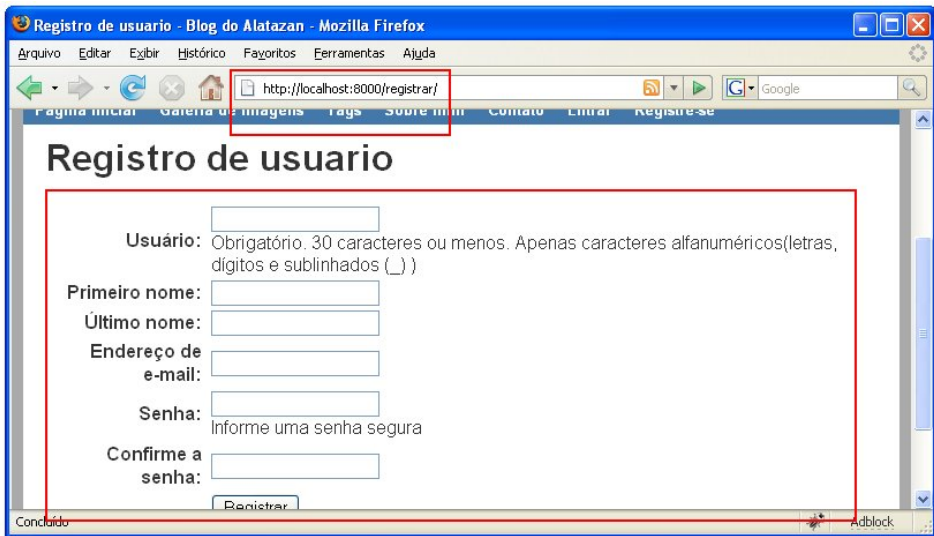 Registro de usuario - Blog do Alatazan - Mozilla Firefox
Arquivo Editar Exibir Histórico Favoritos Ferramentas Ajuda
http://localhost:8000/registrar/ G Google
Página Inicial Galeria de imagens Tags Sobre mim Contato Entrar Registre-se
Registro de usuario
Usuário: Obrigatório. 30 caracteres ou menos. Apenas caracteres alfanuméricos(letras,
dígitos e sublinhados (_) )
Primeiro nome:
Último nome:
Endereço de
e-mail:
Senha:
Informe uma senha segura
Confirme a
senha:
Registrar
Concluído Adblock